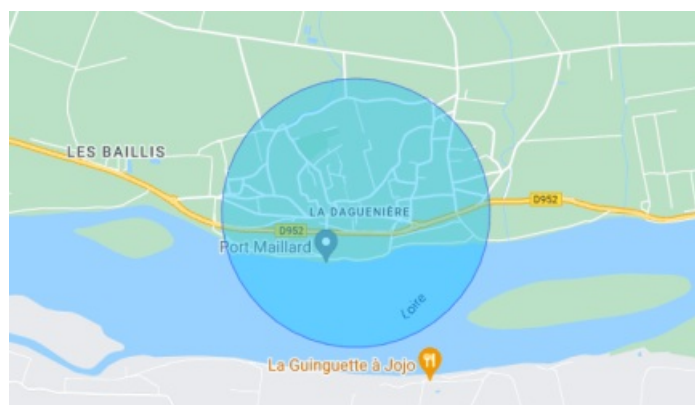 LES BAILLIS
LA DAGUENIÈRE
D952
D952
Port Maillard
Loire
La Guinguette à Jojo